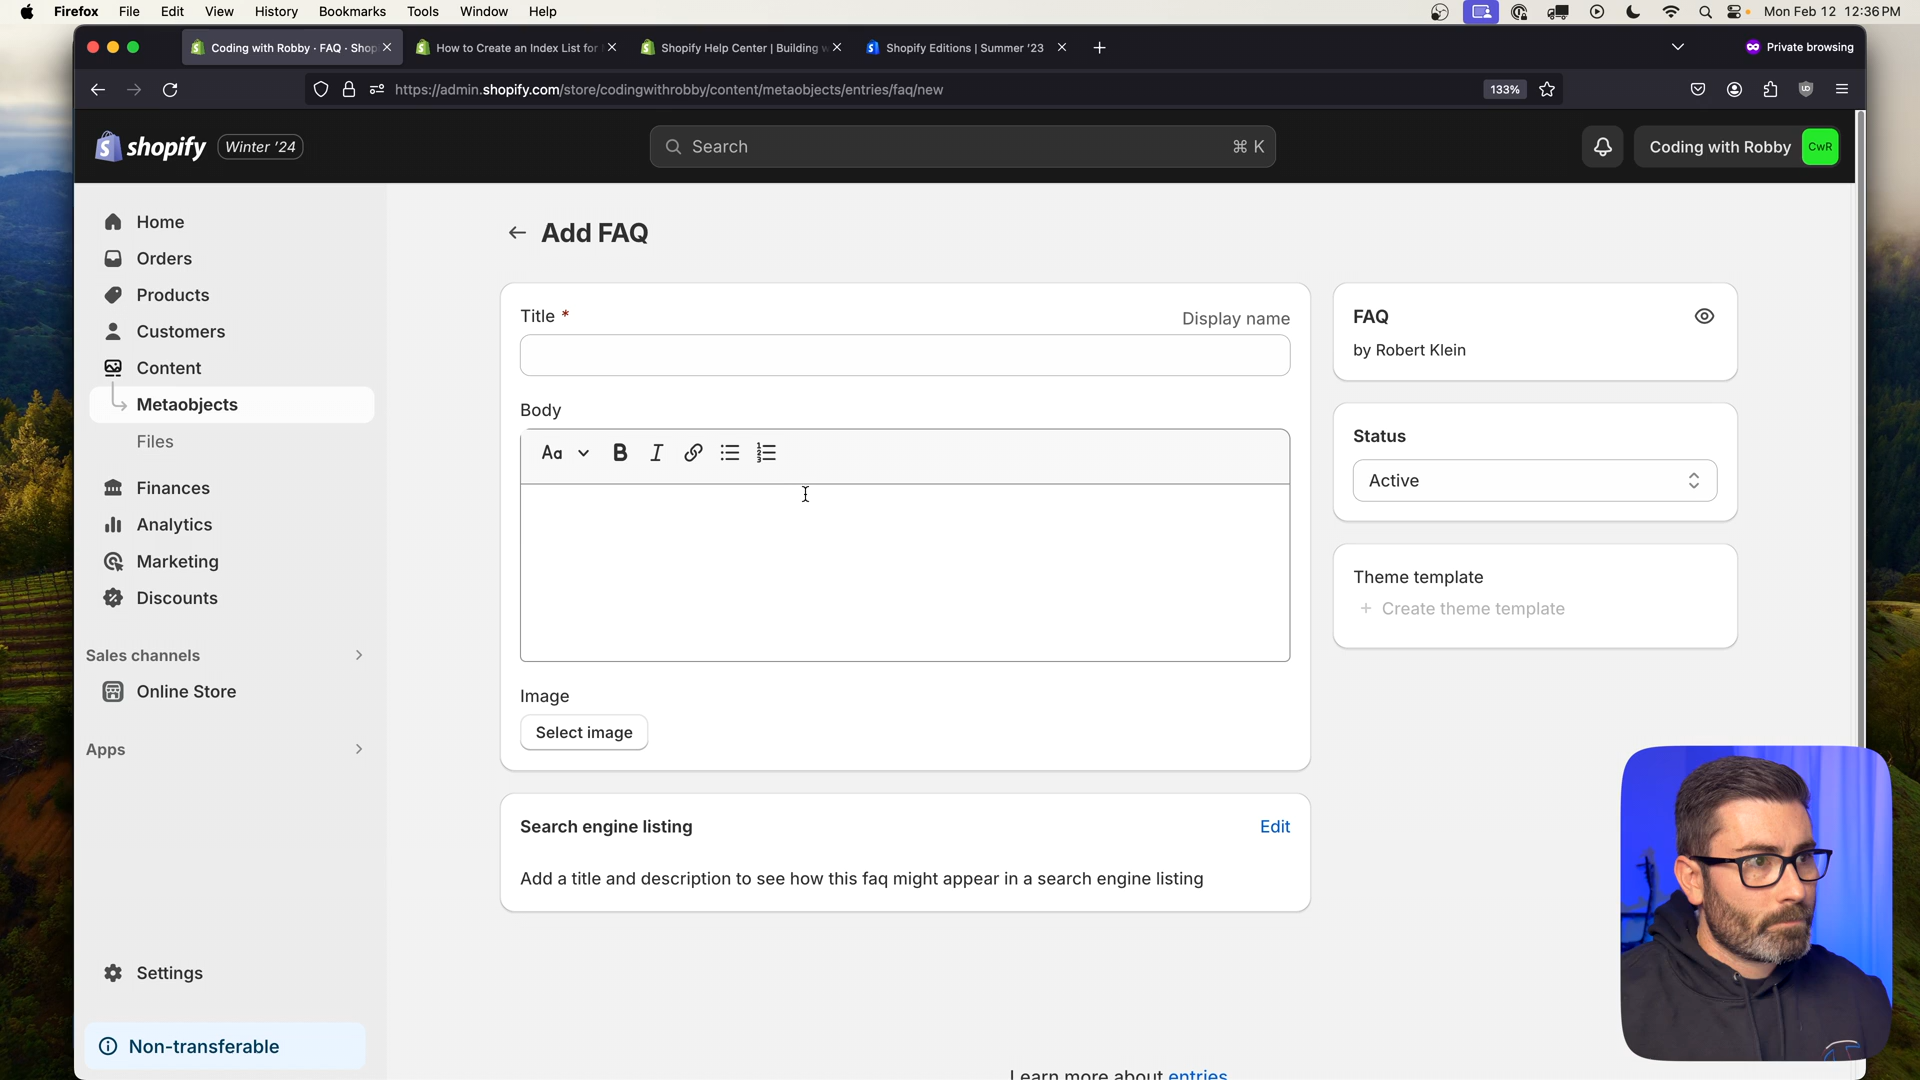 Firefox File Edit View History Bookmarks Tools Window Help Mon Feb 12 12:36 PM
Coding with Robby · FAQ · Shop How to Create an Index List for Shopify Help Center | Building Shopify Editions | Summer '23 Private browsing
https://admin.shopify.com/store/codingwithrobby/content/metaobjects/entries/faq/new 133%
shopify Winter '24 Search ⌘ K Coding with Robby CwR
Home
Orders
Products
Customers
Content
Metaobjects
Files
Finances
Analytics
Marketing
Discounts
Sales channels
Online Store
Apps
Settings
Non-transferable
Add FAQ
Title * Display name
Body
Aa B I
Image
Select image
Search engine listing Edit
Add a title and description to see how this faq might appear in a search engine listing
Learn more about entries
FAQ
by Robert Klein
Status
Active
Theme template
+ Create theme template